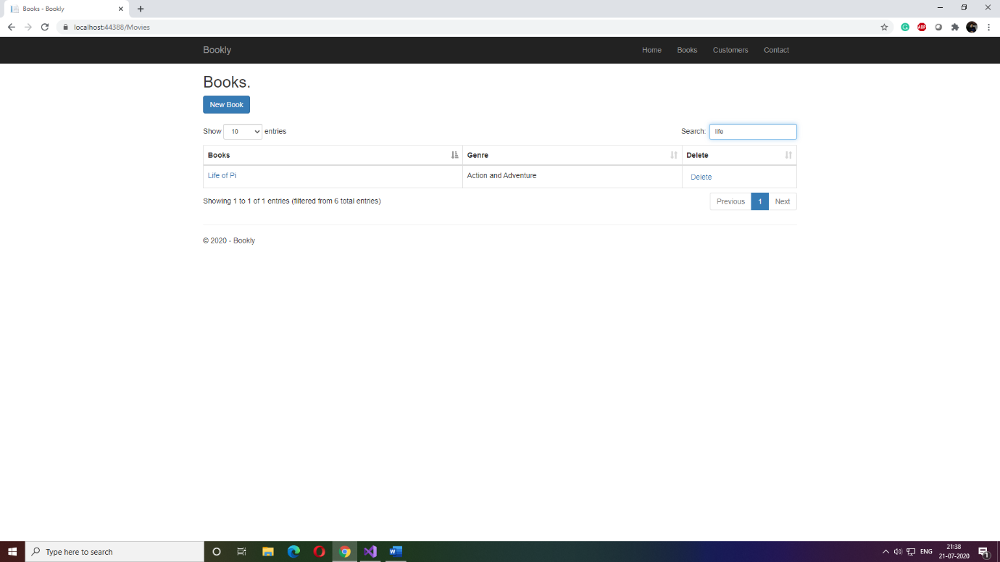 Books - Bookly
localhost:44388/Movies
ABP
Bookly Home Books Customers Contact
Books.
New Book
Show 10 entries Search: life
Books Genre Delete
Life of Pi Action and Adventure Delete
Showing 1 to 1 of 1 entries (filtered from 6 total entries) Previous 1 Next
© 2020 - Bookly
Type here to search ENG 21:38
21-07-2020 1